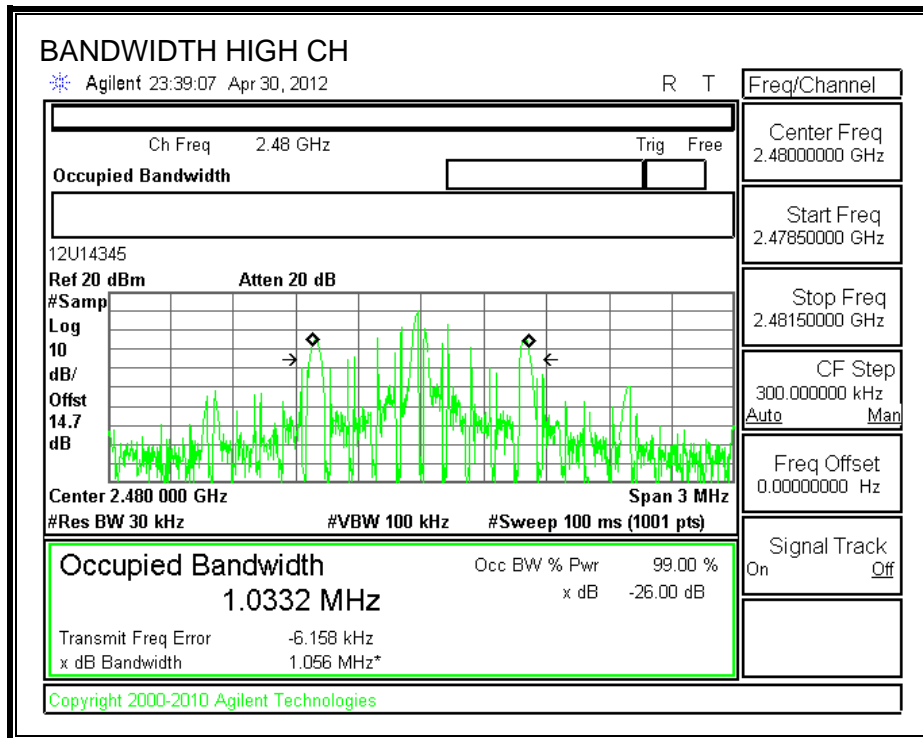 BANDWIDTH HIGH CH
Agilent 23:39:07 Apr 30, 2012 R T
Freq/Channel
Ch Freq 2.48 GHz Trig Free
Occupied Bandwidth
Center Freq
2.48000000 GHz
Start Freq
2.47850000 GHz
Stop Freq
2.48150000 GHz
CF Step
300.000000 kHz
Auto Man
Freq Offset
0.00000000 Hz
Signal Track
On Off
12U14345
Ref 20 dBm Atten 20 dB
#Samp
Log
10
dB/
Offst
14.7
dB
Center 2.480 000 GHz Span 3 MHz
#Res BW 30 kHz #VBW 100 kHz #Sweep 100 ms (1001 pts)
Occupied Bandwidth
1.0332 MHz
Occ BW % Pwr 99.00 %
x dB -26.00 dB
Transmit Freq Error -6.158 kHz
x dB Bandwidth 1.056 MHz*
Copyright 2000-2010 Agilent Technologies